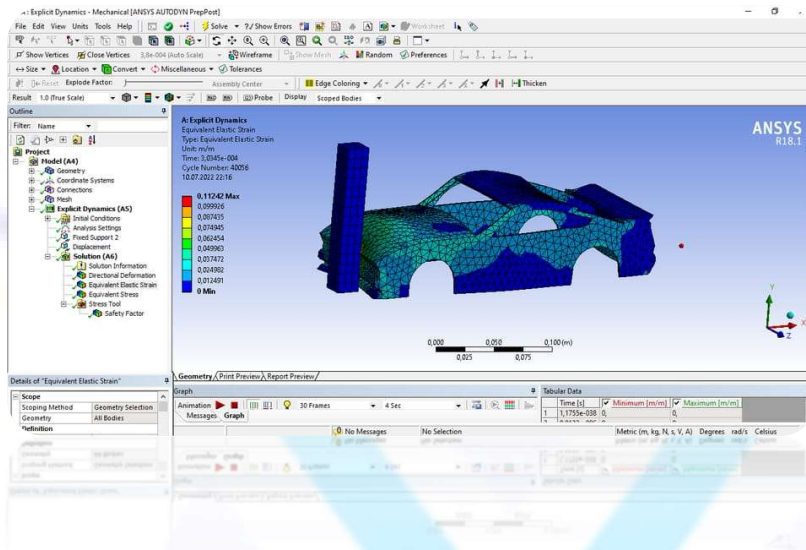 A: Explicit Dynamics - Mechanical [ANSYS AUTODYN PrepPost]
File Edit View Units Tools Help Solve ?/Show Errors Worksheet
Show Vertices Close Vertices 3,8e-004 (Auto Scale) Wireframe Show Mesh Random Preferences
Size Location Convert Miscellaneous Tolerances
Reset Explode Factor: Assembly Center Edge Coloring Thicken
Result 1.0 (True Scale) Probe Display Scoped Bodies
Outline
Filter: Name
Project
Model (A4)
Geometry
Coordinate Systems
Connections
Mesh
Explicit Dynamics (A5)
Initial Conditions
Analysis Settings
Fixed Support 2
Displacement
Solution (A6)
Solution Information
Directional Deformation
Equivalent Elastic Strain
Equivalent Stress
Stress Tool
Safety Factor
A: Explicit Dynamics
Equivalent Elastic Strain
Type: Equivalent Elastic Strain
Unit: m/m
Time: 3,0345e-004
Cycle Number: 40056
10.07.2022 22:16
0,11242 Max
0,099926
0,087435
0,074945
0,062454
0,049963
0,037472
0,024982
0,012491
0 Min
ANSYS
R18.1
Y
X
Z
0,000 0,050 0,100 (m)
0,025 0,075
Geometry Print Preview Report Preview
Details of "Equivalent Elastic Strain"
Scope
Scoping Method Geometry Selection
Geometry All Bodies
Definition
Graph
Animation 30 Frames 4 Sec
Messages Graph
Tabular Data
Time [s] Minimum [m/m] Maximum [m/m]
1 1,1755e-038 0, 0,
No Messages No Selection Metric (m, kg, N, s, V, A) Degrees rad/s Celsius